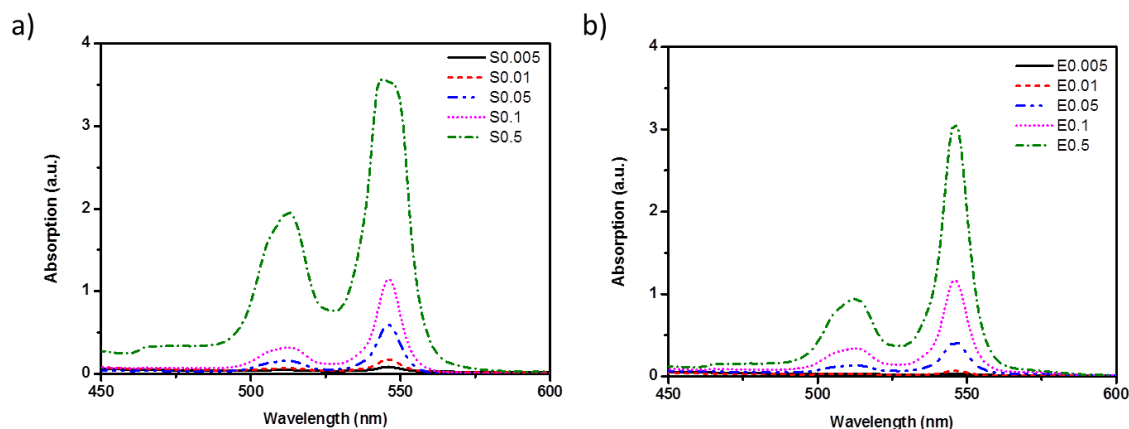 a)
4
3
2
1
0
Absorption (a.u.)
S0.005
S0.01
S0.05
S0.1
S0.5
450
500
550
600
Wavelength (nm)
b)
4
3
2
1
0
Absorption (a.u.)
E0.005
E0.01
E0.05
E0.1
E0.5
450
500
550
600
Wavelength (nm)